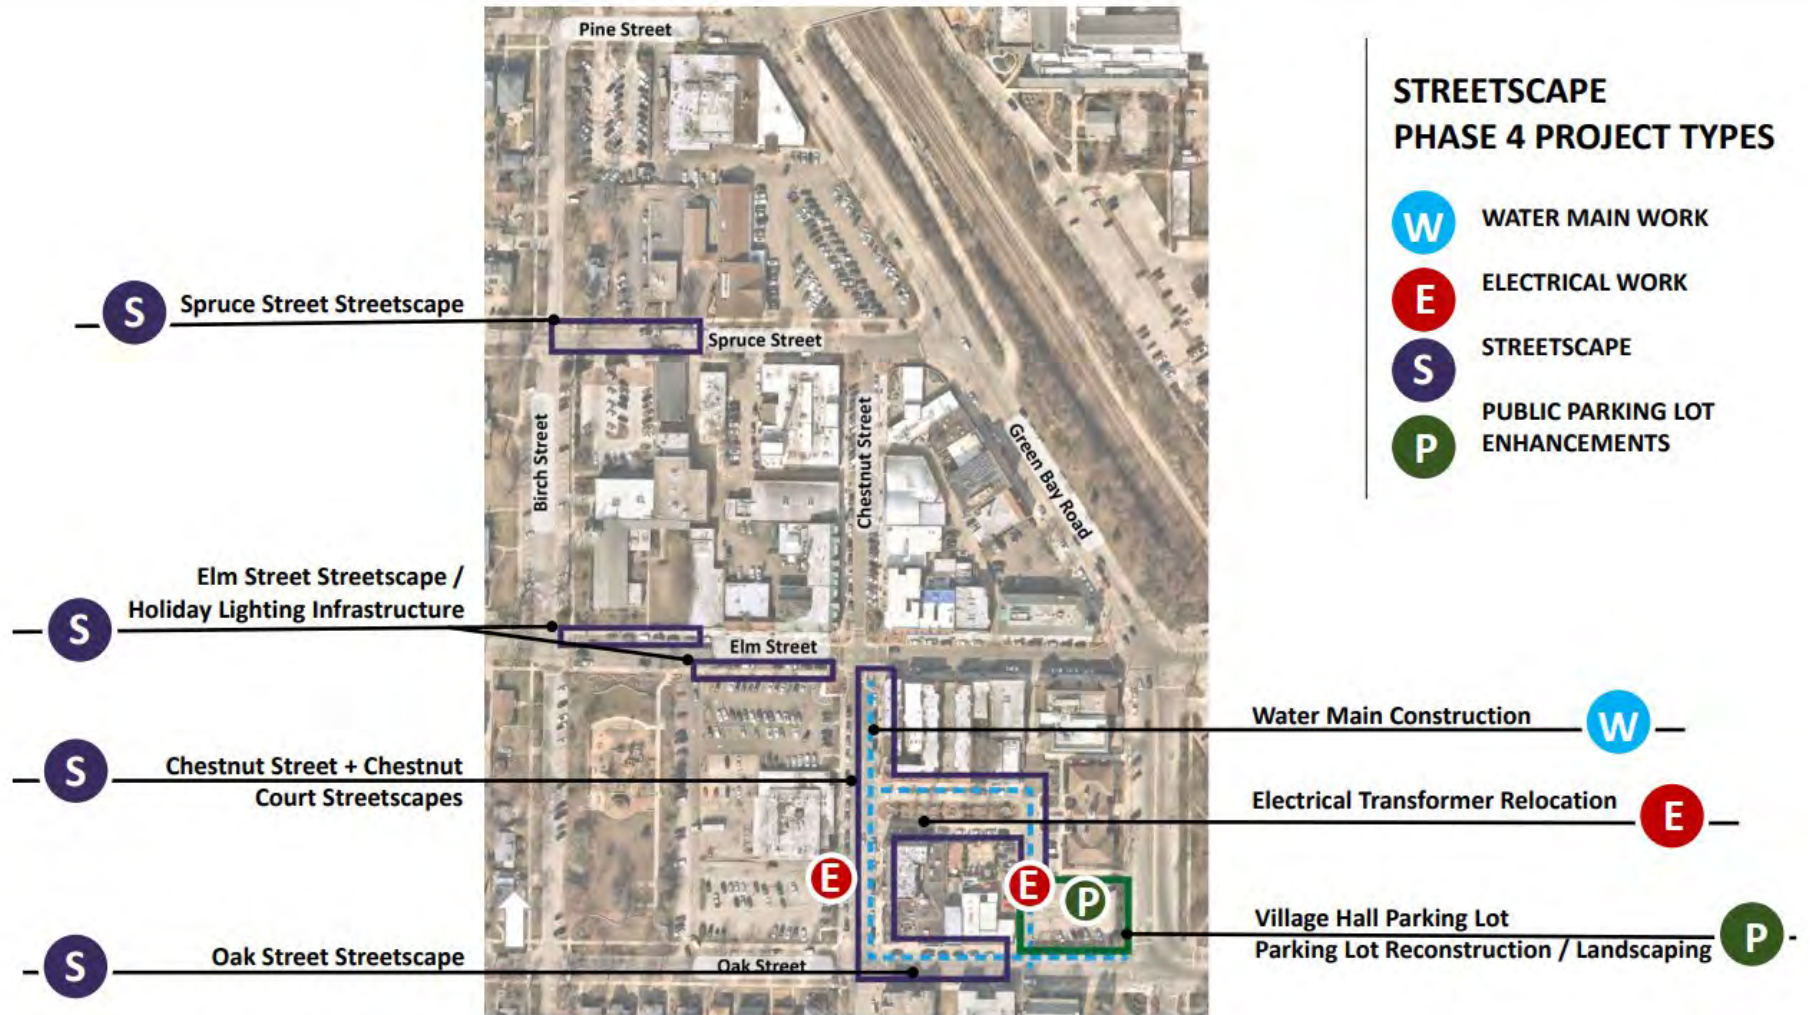 Pine Street
STREETSCAPE
PHASE 4 PROJECT TYPES
W WATER MAIN WORK
E ELECTRICAL WORK
S STREETSCAPE
P PUBLIC PARKING LOT
ENHANCEMENTS
S Spruce Street Streetscape
Spruce Street
Birch Street
Chestnut Street
Green Bay Road
Elm Street Streetscape /
S Holiday Lighting Infrastructure
Elm Street
Water Main Construction W
S Chestnut Street + Chestnut
Court Streetscapes
Electrical Transformer Relocation E
E
E
P
Village Hall Parking Lot
Parking Lot Reconstruction / Landscaping P
S Oak Street Streetscape
Oak Street